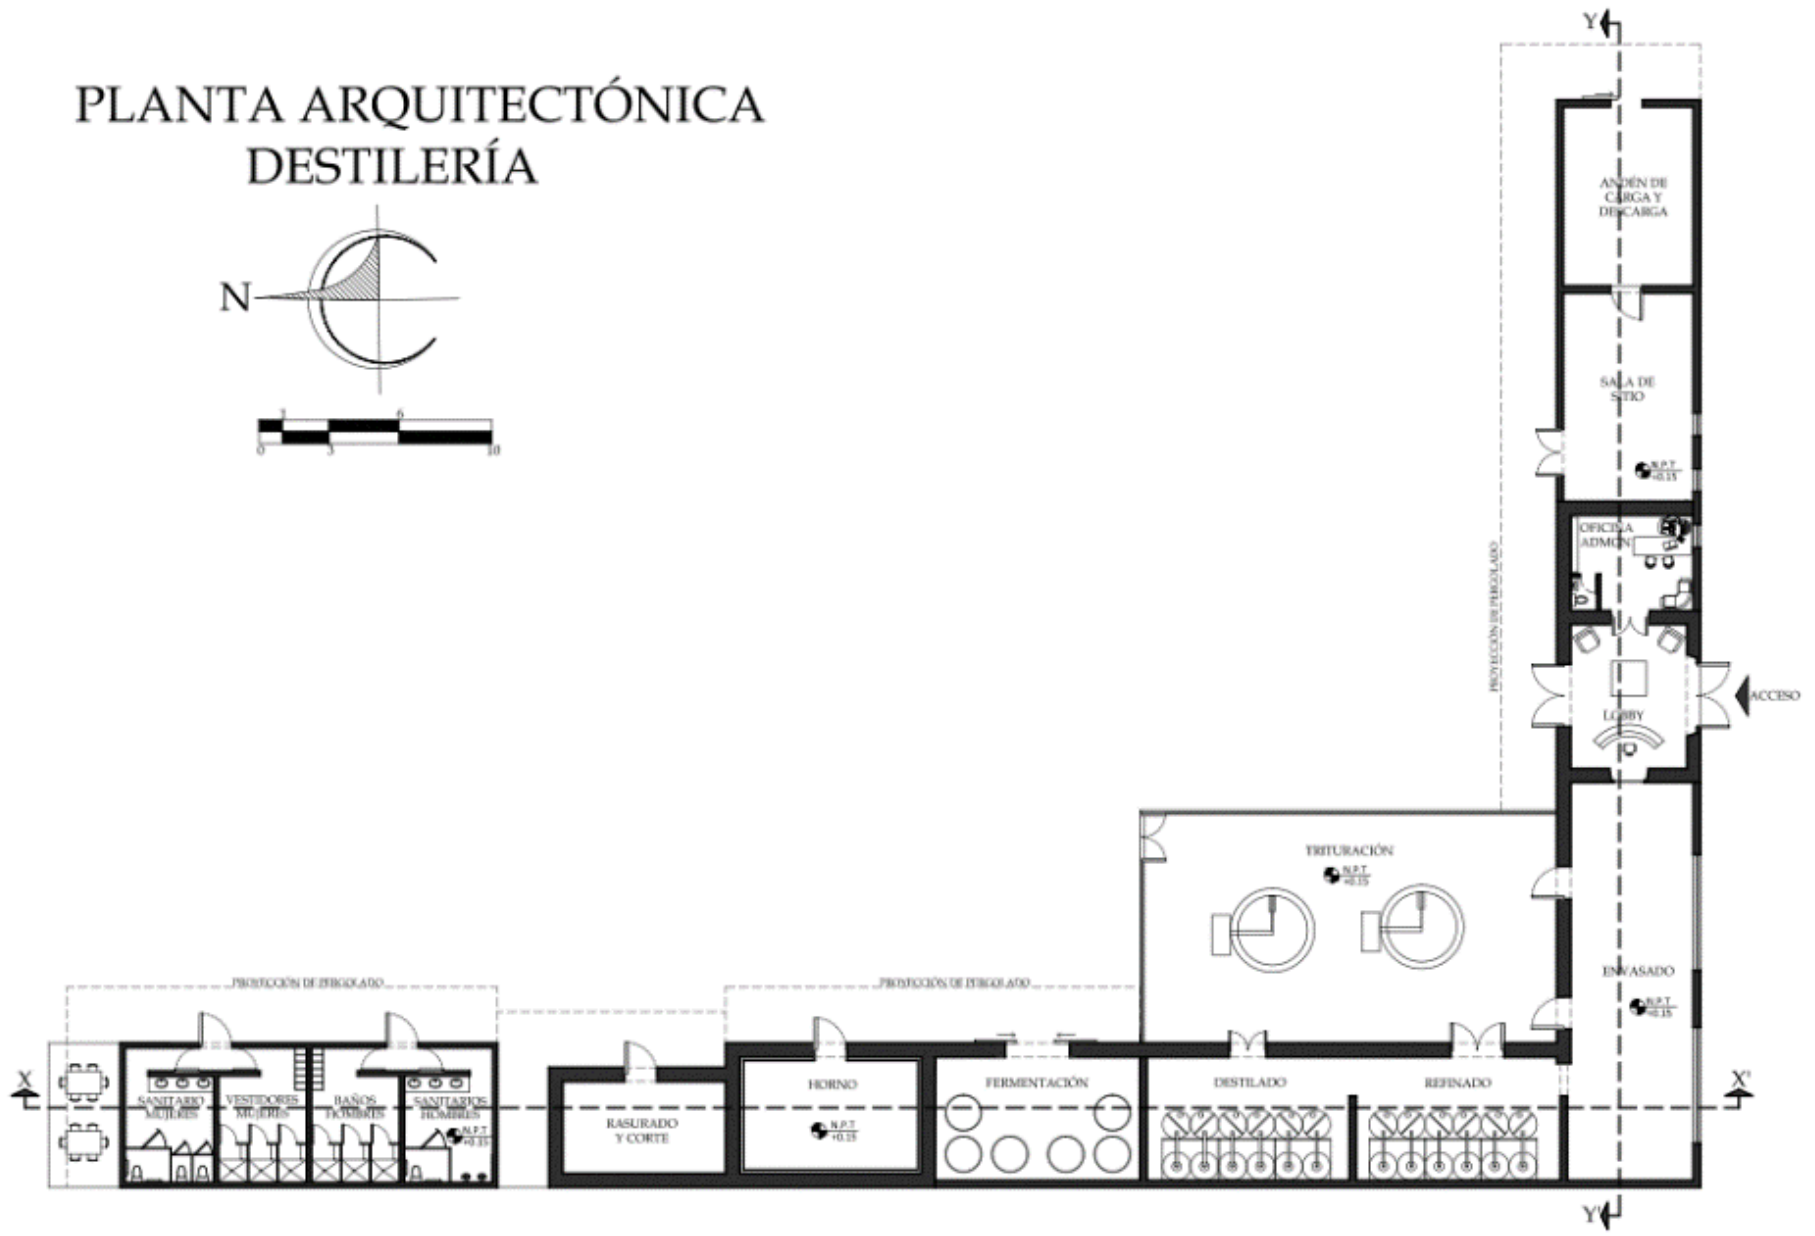 PLANTA ARQUITECTÓNICA
DESTILERÍA
N
1
6
0
3
10
Y
ANDÉN DE
CARGA Y
DESCARGA
SALA DE
SITIO
N.P.T
+0.15
OFICINA
ADMON
PROYECCIÓN DE PERGOLADO
ACCESO
LOBBY
TRITURACIÓN
N.P.T
+0.15
ENVASADO
N.P.T
+0.15
PROYECCIÓN DE PERGOLADO
PROYECCIÓN DE PERGOLADO
X
X'
SANITARIO
MUJERES
VESTIDORES
MUJERES
BAÑOS
HOMBRES
SANITARIOS
HOMBRES
N.P.T
+0.15
RASURADO
Y CORTE
HORNO
N.P.T
+0.15
FERMENTACIÓN
DESTILADO
REFINADO
Y'